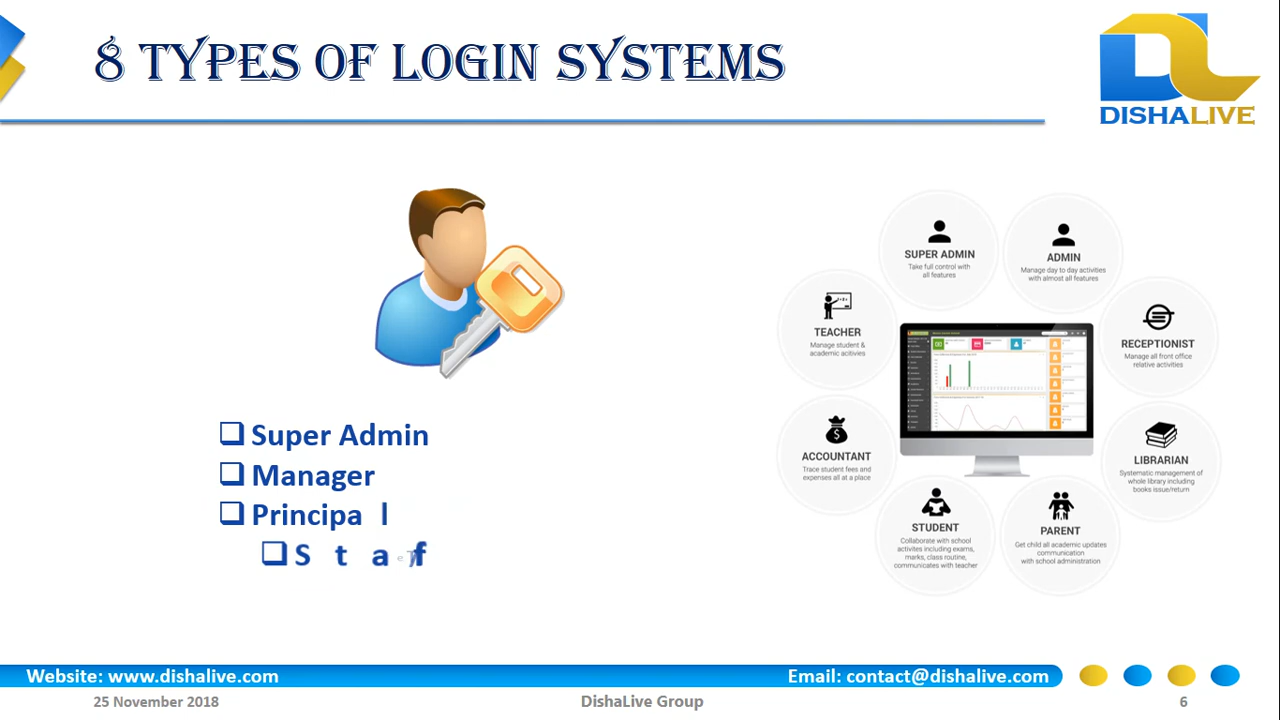 8 TYPES OF LOGIN SYSTEMS
DISHALIVE
SUPER ADMIN
Take full control with
all features
ADMIN
Manage day to day activities
with almost all features
TEACHER
Manage student &
academic activies
RECEPTIONIST
Manage all front office
relative activities
ACCOUNTANT
Trace student fees and
expenses all at a place
LIBRARIAN
Systematic management of
whole library including
books issue/return
STUDENT
Collaborate with school
activites including exams,
marks, class routine,
communicates with teacher
PARENT
Get child all academic updates
communication
with school administration
Super Admin
Manager
Principal
Website: www.dishalive.com
Email: contact@dishalive.com
25 November 2018
DishaLive Group
6